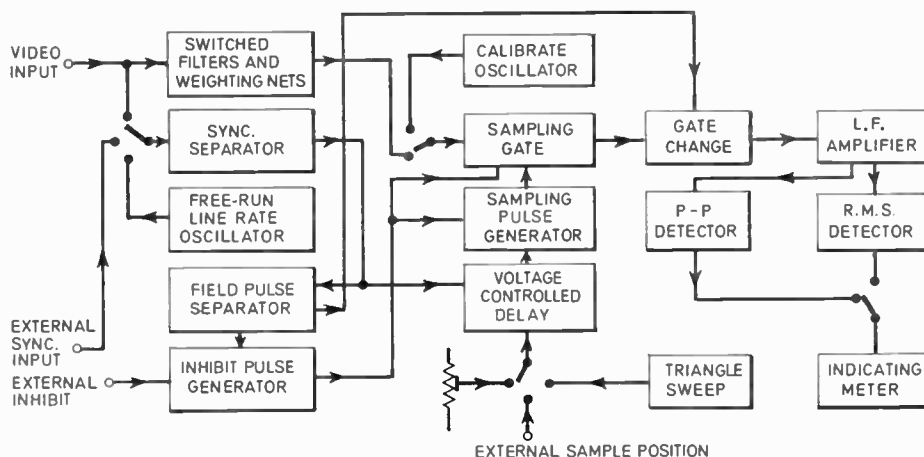 VIDEO
INPUT
SWITCHED
FILTERS AND
WEIGHTING NETS
CALIBRATE
OSCILLATOR
SYNC.
SEPARATOR
SAMPLING
GATE
GATE
CHANGE
L.F.
AMPLIFIER
FREE-RUN
LINE RATE
OSCILLATOR
SAMPLING
PULSE
GENERATOR
P-P
DETECTOR
R.M.S.
DETECTOR
FIELD PULSE
SEPARATOR
VOLTAGE
CONTROLLED
DELAY
EXTERNAL
SYNC.
INPUT
EXTERNAL
INHIBIT
INHIBIT PULSE
GENERATOR
TRIANGLE
SWEEP
INDICATING
METER
EXTERNAL SAMPLE POSITION